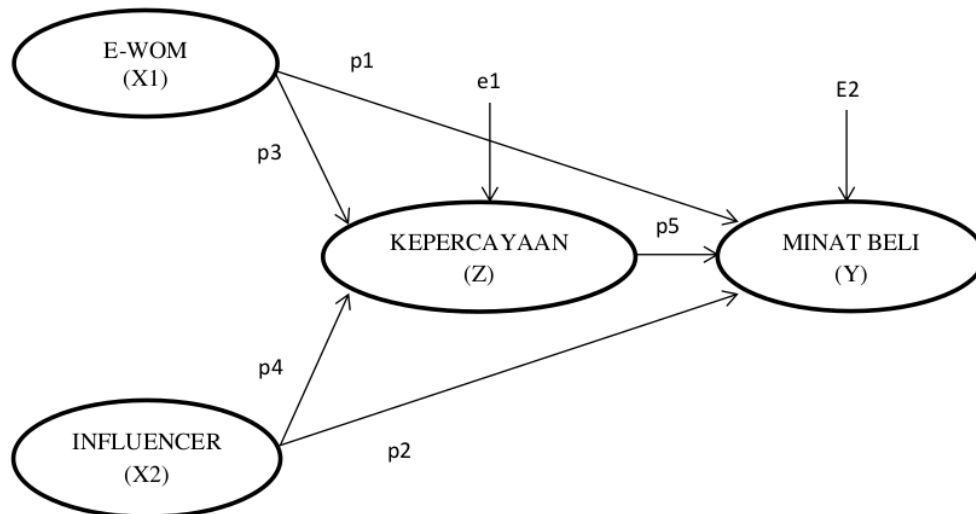 E-WOM
(X1)
p1
e1
E2
p3
KEPERCAYAAN
(Z)
p5
MINAT BELI
(Y)
p4
INFLUENCER
(X2)
p2